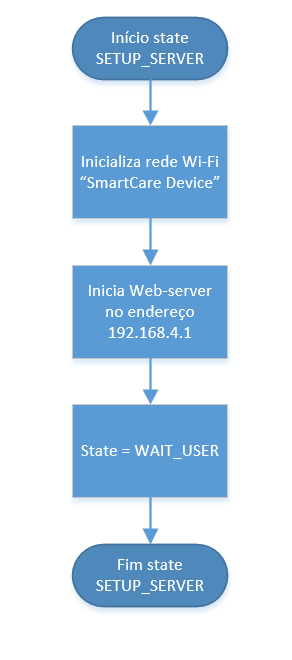 Início state
SETUP_SERVER
Inicializa rede Wi-Fi
“SmartCare Device”
Inicia Web-server
no endereço
192.168.4.1
State = WAIT_USER
Fim state
SETUP_SERVER